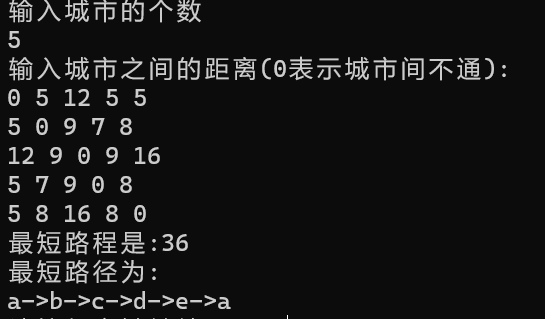 输入城市的个数
5
输入城市之间的距离(0表示城市间不通):
0 5 12 5 5
5 0 9 7 8
12 9 0 9 16
5 7 9 0 8
5 8 16 8 0
最短路程是:36
最短路径为:
a->b->c->d->e->a